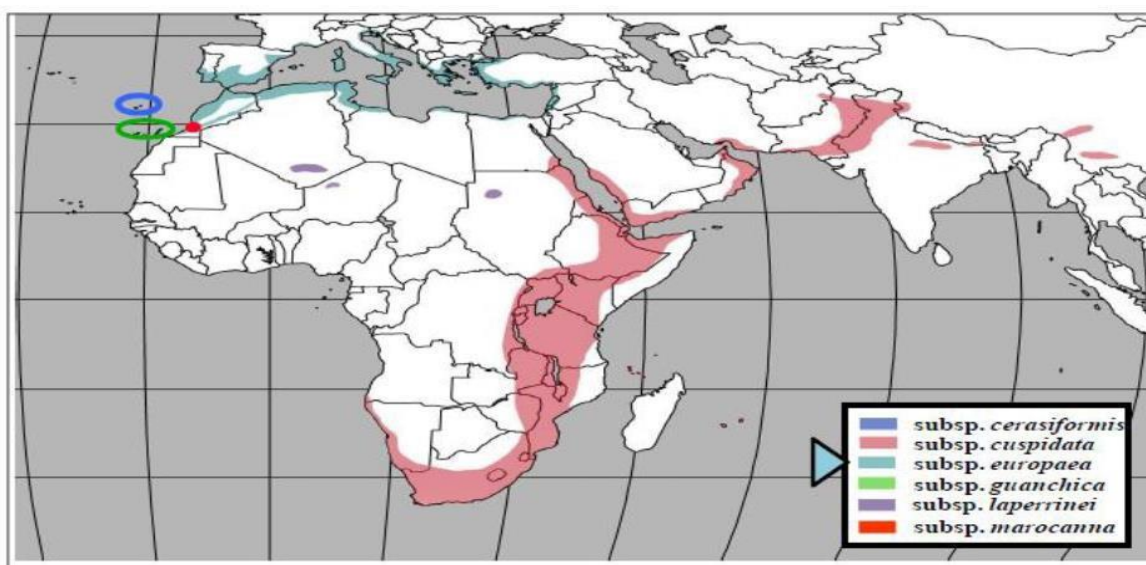 subsp. cerasiformis
subsp. cuspidata
subsp. europaea
subsp. guanchica
subsp. laperrinei
subsp. marocanna